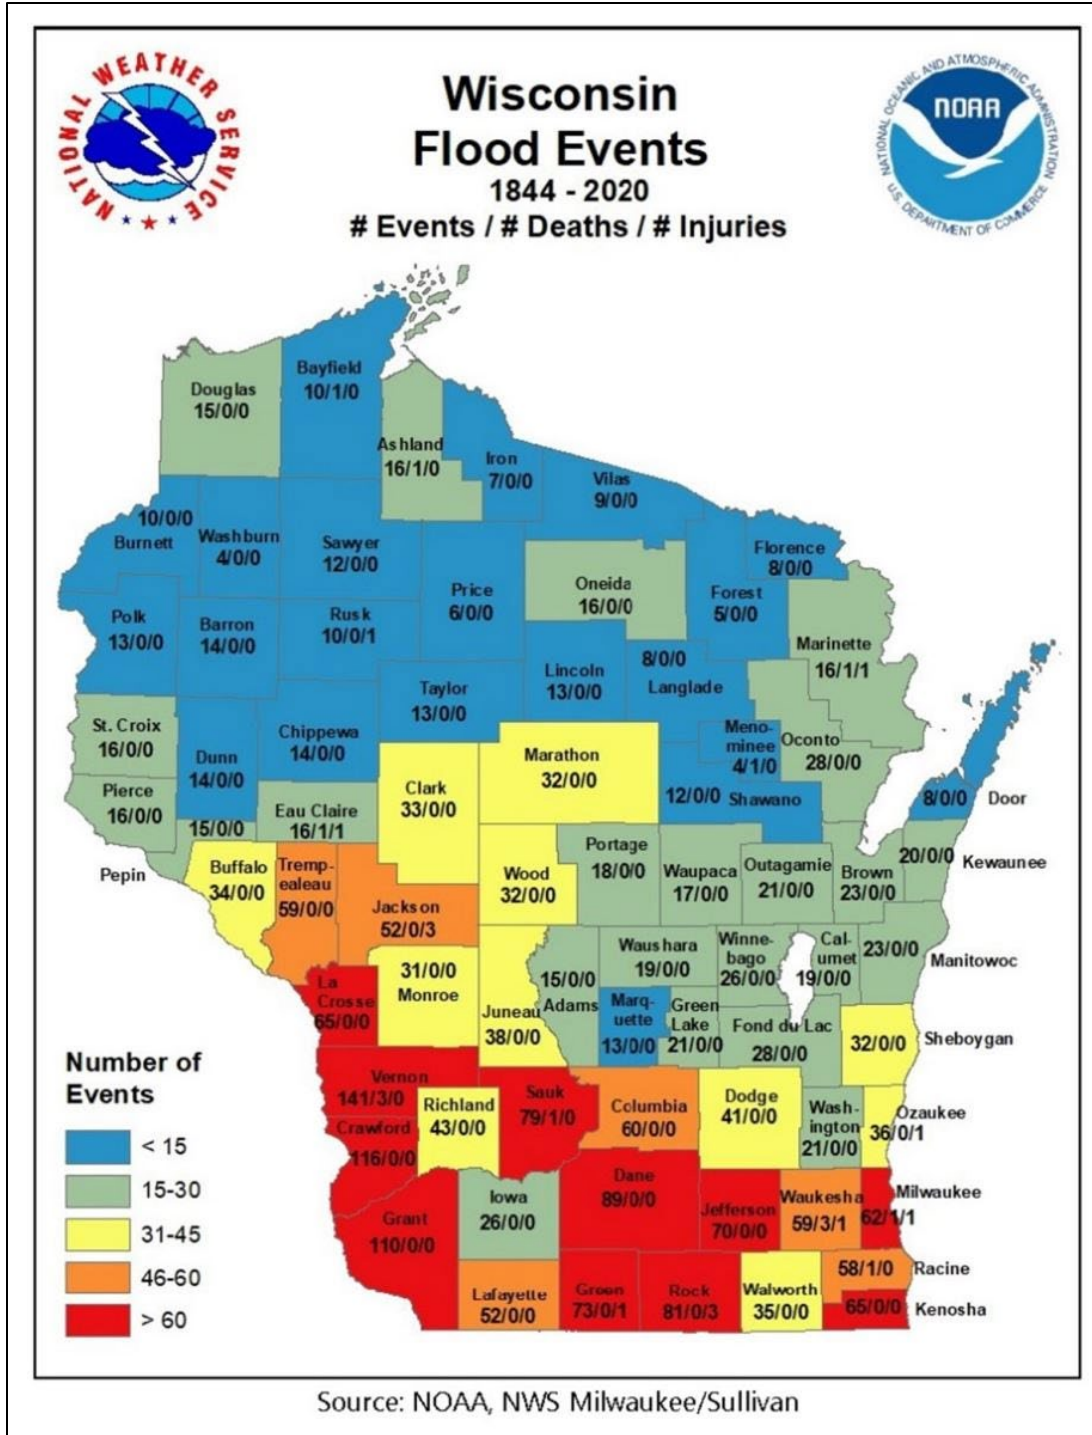 NATIONAL WEATHER SERVICE
NATIONAL OCEANIC AND ATMOSPHERIC ADMINISTRATION
NOAA
U.S. DEPARTMENT OF COMMERCE
Wisconsin
Flood Events
1844 - 2020
# Events / # Deaths / # Injuries
Douglas
15/0/0
Bayfield
10/1/0
Ashland
16/1/0
Iron
7/0/0
Vilas
9/0/0
10/0/0
Burnett
Washburn
4/0/0
Sawyer
12/0/0
Price
6/0/0
Oneida
16/0/0
Forest
5/0/0
Florence
8/0/0
Polk
13/0/0
Barron
14/0/0
Rusk
10/0/1
Marinette
16/1/1
Taylor
13/0/0
Lincoln
13/0/0
8/0/0
Langlade
St. Croix
16/0/0
Dunn
14/0/0
Chippewa
14/0/0
Marathon
32/0/0
Meno-
minee
4/1/0
Oconto
28/0/0
Pierce
16/0/0
Clark
33/0/0
12/0/0 Shawano
8/0/0
Door
15/0/0
Pepin
Eau Claire
16/1/1
Buffalo
34/0/0
Tremp-
ealeau
59/0/0
Jackson
52/0/3
Wood
32/0/0
Portage
18/0/0
Waupaca
17/0/0
Outagamie
21/0/0
Brown
23/0/0
20/0/0
Kewaunee
La
Crosse
65/0/0
31/0/0
Monroe
Juneau
38/0/0
15/0/0
Adams
Waushara
19/0/0
Winne-
bago
26/0/0
Cal-
umet
19/0/0
23/0/0
Manitowoc
Marq-
uette
13/0/0
Green
Lake
21/0/0
Fond du Lac
28/0/0
32/0/0
Sheboygan
Vernon
141/3/0
Richland
43/0/0
Sauk
79/1/0
Columbia
60/0/0
Dodge
41/0/0
Wash-
ington
21/0/0
Ozaukee
36/0/1
Crawford
116/0/0
Grant
110/0/0
Iowa
26/0/0
Dane
89/0/0
Jefferson
70/0/0
Waukesha
59/3/1
Milwaukee
62/1/1
Lafayette
52/0/0
Green
73/0/1
Rock
81/0/3
Walworth
35/0/0
58/1/0
Racine
65/0/0
Kenosha
Number of
Events
< 15
15-30
31-45
46-60
> 60
Source: NOAA, NWS Milwaukee/Sullivan